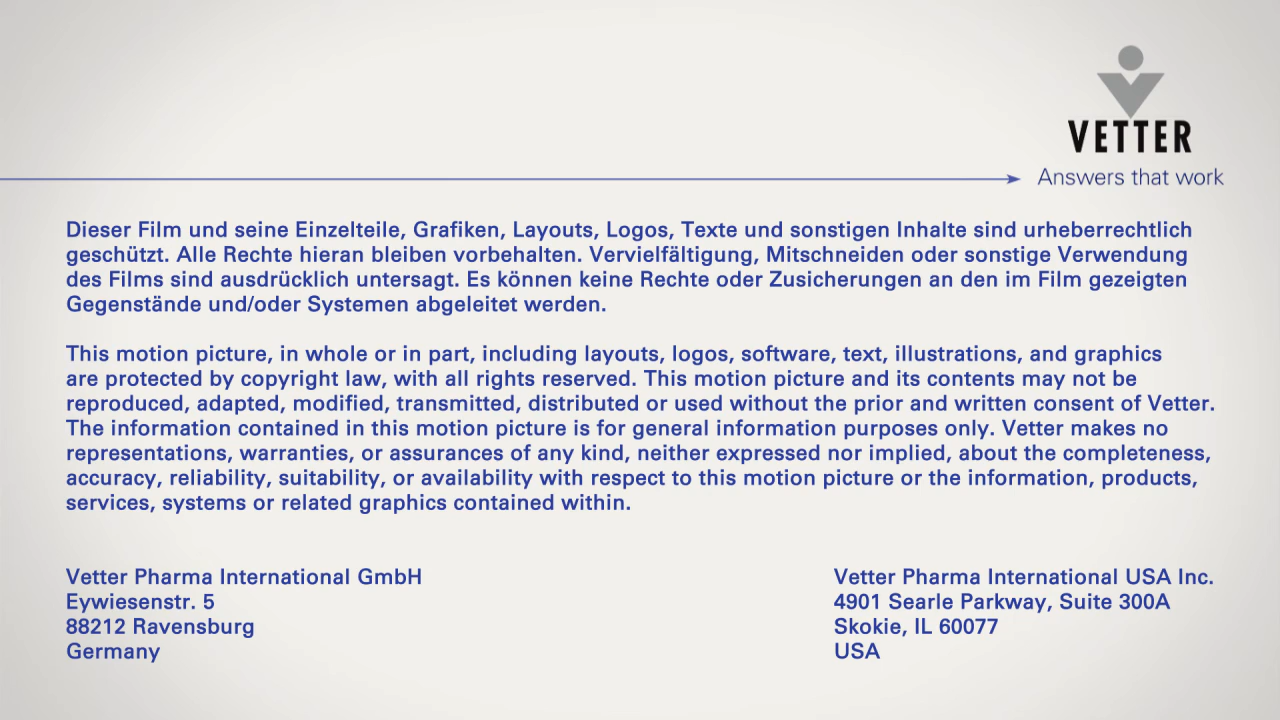 VETTER
Answers that work
Dieser Film und seine Einzelteile, Grafiken, Layouts, Logos, Texte und sonstigen Inhalte sind urheberrechtlich
geschützt. Alle Rechte hieran bleiben vorbehalten. Vervielfältigung, Mitschneiden oder sonstige Verwendung
des Films sind ausdrücklich untersagt. Es können keine Rechte oder Zusicherungen an den im Film gezeigten
Gegenstände und/oder Systemen abgeleitet werden.
This motion picture, in whole or in part, including layouts, logos, software, text, illustrations, and graphics
are protected by copyright law, with all rights reserved. This motion picture and its contents may not be
reproduced, adapted, modified, transmitted, distributed or used without the prior and written consent of Vetter.
The information contained in this motion picture is for general information purposes only. Vetter makes no
representations, warranties, or assurances of any kind, neither expressed nor implied, about the completeness,
accuracy, reliability, suitability, or availability with respect to this motion picture or the information, products,
services, systems or related graphics contained within.
Vetter Pharma International GmbH
Eywiesenstr. 5
88212 Ravensburg
Germany
Vetter Pharma International USA Inc.
4901 Searle Parkway, Suite 300A
Skokie, IL 60077
USA